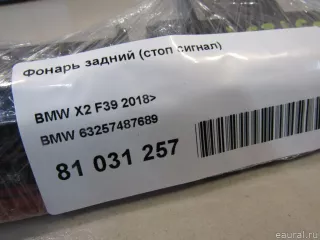 Фонарь задний (стоп сигнал)
BMW X2 F39 2018>
BMW 63257487689
81 031 257
eaural.ru